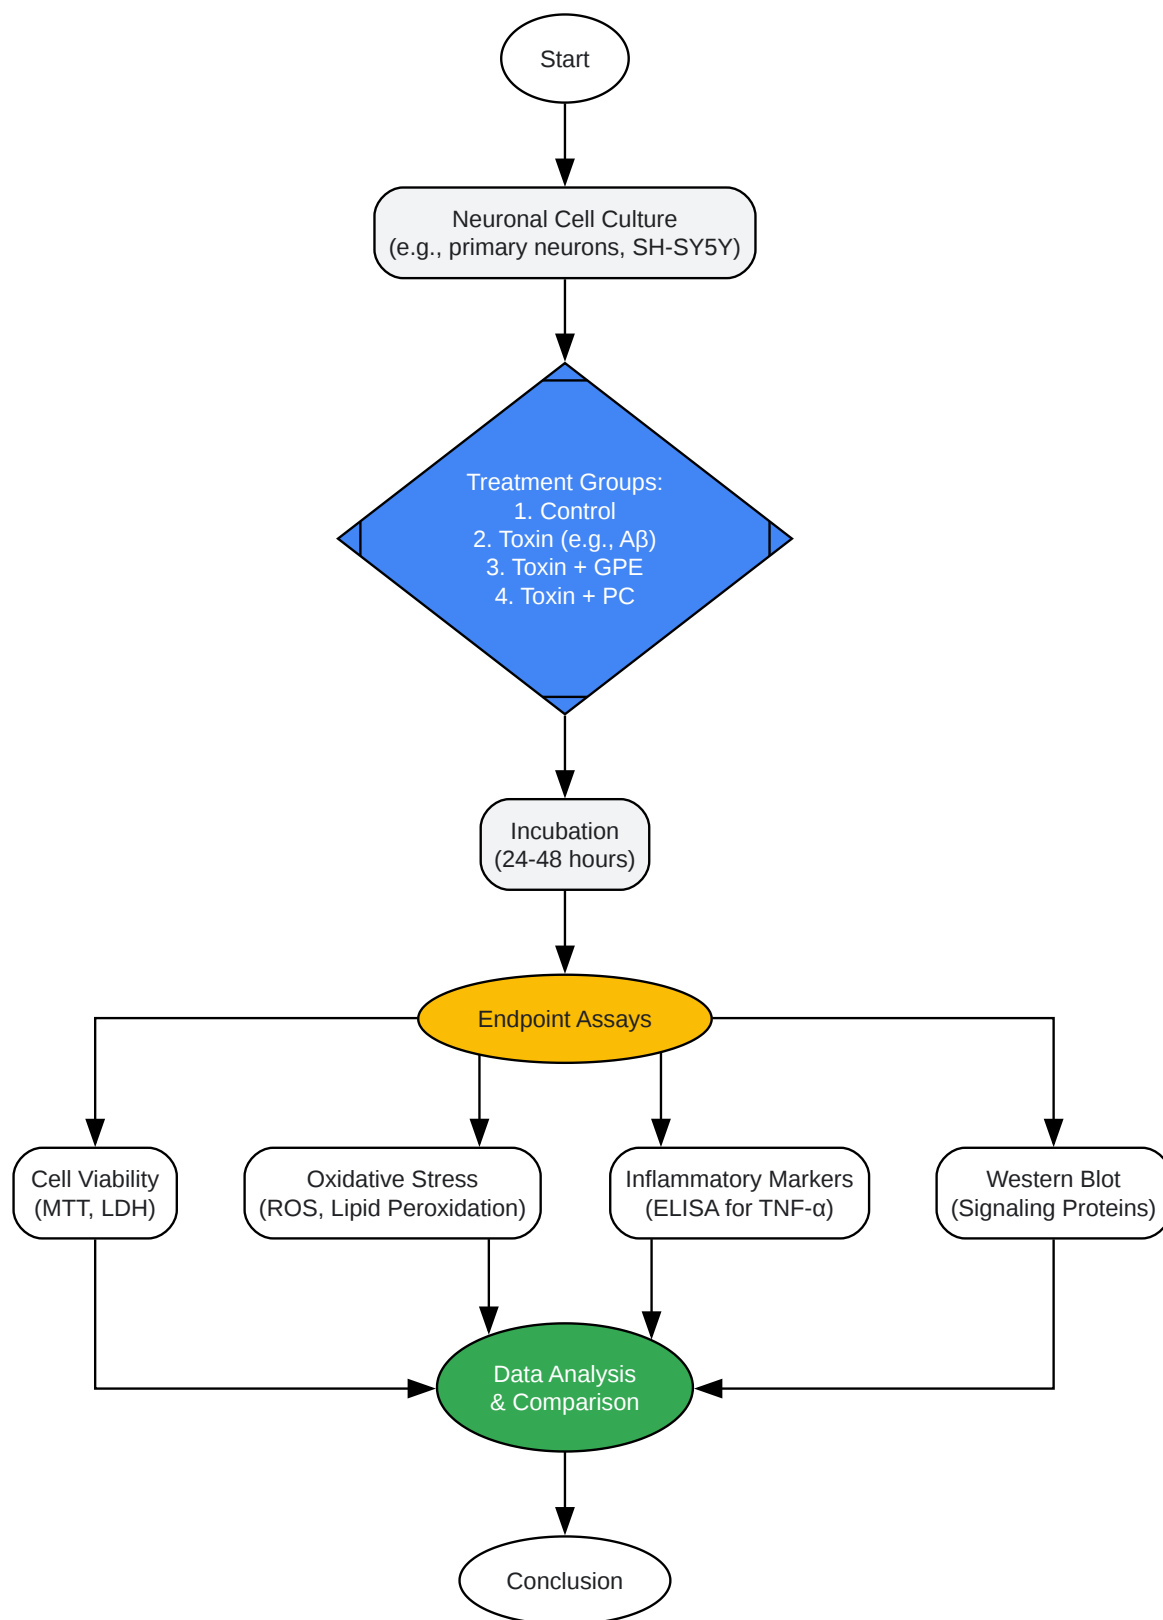 Start
Neuronal Cell Culture
(e.g., primary neurons, SH-SY5Y)
Treatment Groups:
1. Control
2. Toxin (e.g., Aβ)
3. Toxin + GPE
4. Toxin + PC
Incubation
(24-48 hours)
Endpoint Assays
Cell Viability
(MTT, LDH)
Oxidative Stress
(ROS, Lipid Peroxidation)
Inflammatory Markers
(ELISA for TNF-α)
Western Blot
(Signaling Proteins)
Data Analysis
& Comparison
Conclusion